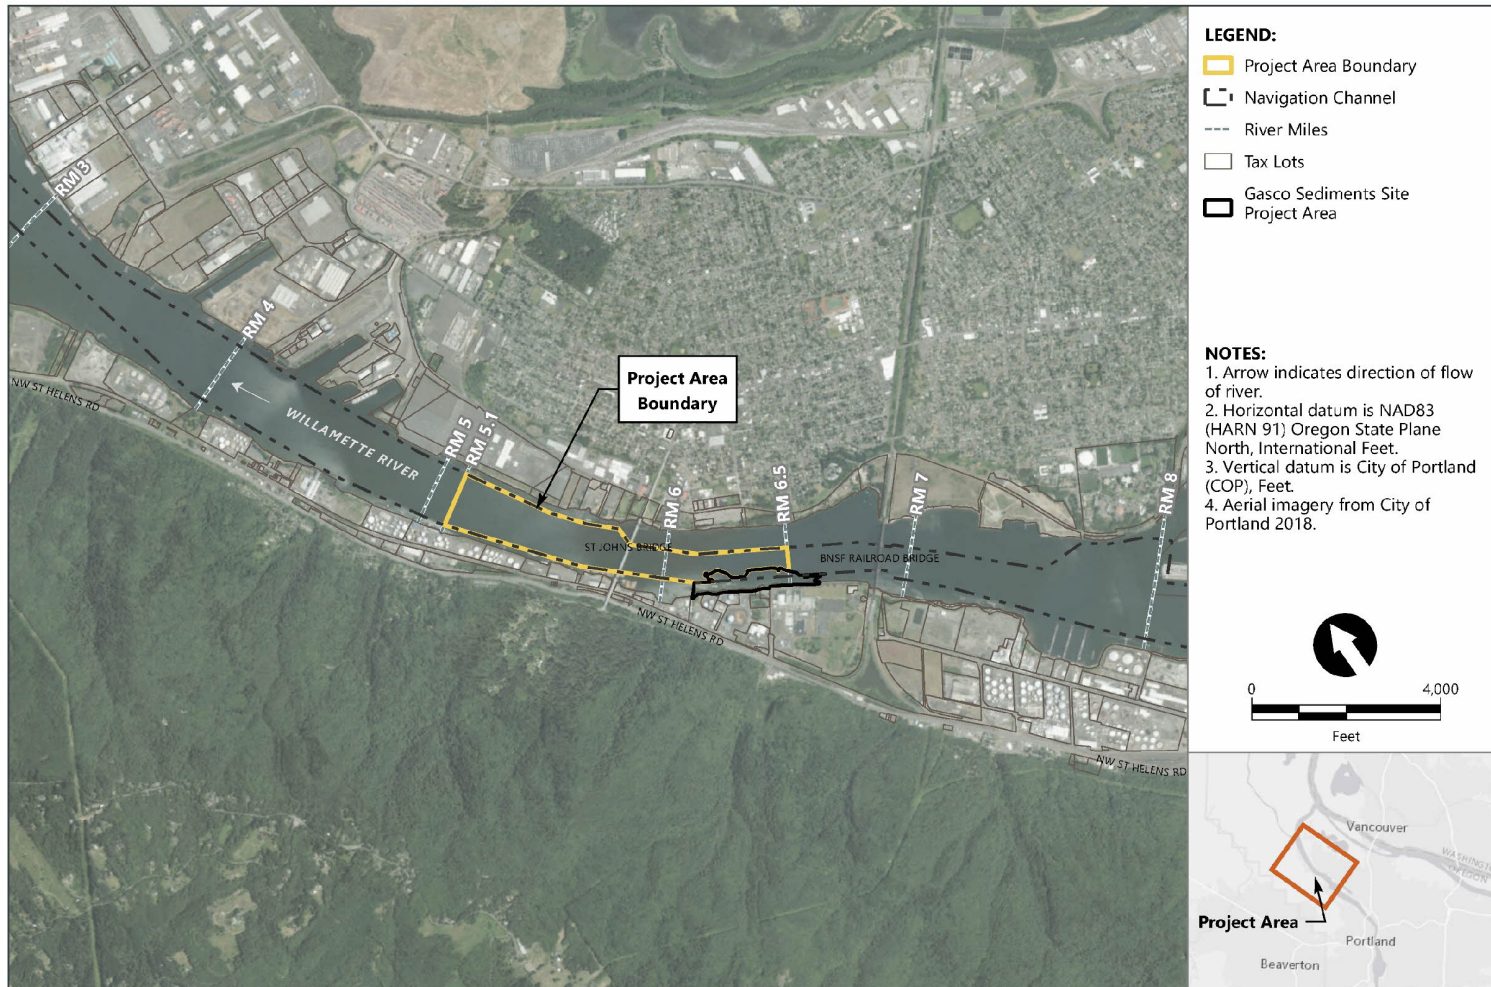 RM 3
RM 4
NW ST HELENS RD
WILLAMETTE RIVER
RM 5
RM 5.1
Project Area
Boundary
RM 6
RM 6.5
RM 7
RM 8
ST JOHNS BRIDGE
BNSF RAILROAD BRIDGE
NW ST HELENS RD
NW ST HELENS RD
LEGEND:
Project Area Boundary
Navigation Channel
River Miles
Tax Lots
Gasco Sediments Site
Project Area
NOTES:
1. Arrow indicates direction of flow
of river.
2. Horizontal datum is NAD83
(HARN 91) Oregon State Plane
North, International Feet.
3. Vertical datum is City of Portland
(COP), Feet.
4. Aerial imagery from City of
Portland 2018.
0 4,000
Feet
Vancouver
WASHINGTON
OREGON
Project Area
Portland
Beaverton